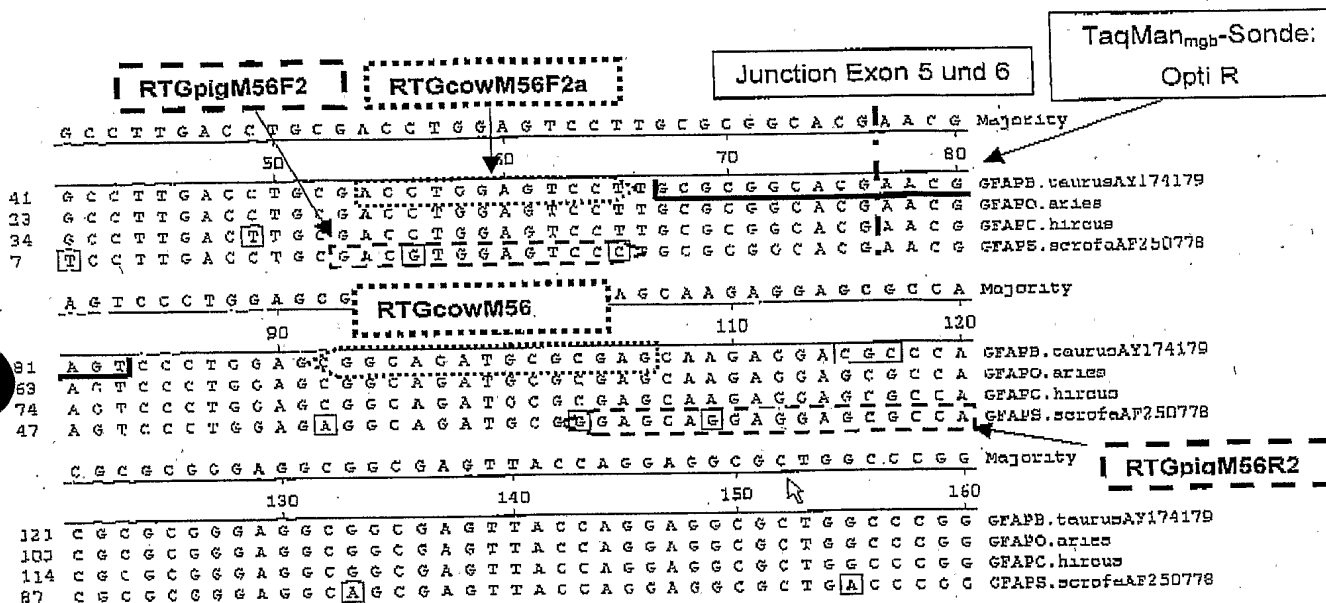 TaqManmgb-Sonde:
Opti R
Junction Exon 5 und 6
RTGpigM56F2
RTGcowM56F2a
G C C T T G A C C T G C G A C C T G G A G T C C T T G C G C G G C A C G A A C G Majority
50 60 70 80
41 G C C T T G A C C T G C G A C C T G G A G T C C T T G C G C G G C A C G A A C G GFAPB.taurusAY174179
23 G C C T T G A C C T G C G A C C T G G A G T C C T T G C G C G G C A C G A A C G GFAPO.aries
34 G C C T T G A C T T G C G A C C T G G A G T C C T T G C G C G G C A C G A A C G GFAPC.hircus
7 T C C T T G A C C T G C G A C G T G G A G T C C C T G C G C G G C A C G A A C G GFAPS.scrofaAF250778
A G T C C C T G G A G C G A G C A A G A G G A G C G C C A Majority
RTGcowM56
90 110 120
81 A G T C C C T G G A G C G G C A G A T G C G C G A G C A A G A C G A C G C C C A GFAPB.taurusAY174179
63 A G T C C C T G G A G C G G C A G A T G C G C G A G C A A G A G G A G C G C C A GFAPO.aries
74 A G T C C C T G G A G C G G C A G A T G C G C G A G C A A G A G G A G C G C C A GFAPC.hircus
47 A G T C C C T G G A G A G G C A G A T G C G G G A G C A G G A G G A G C G C C A GFAPS.scrofaAF250778
RTGpigM56R2
C G C G C G G G A G G C G G C G A G T T A C C A G G A G G C G C T G G C C C G G Majority
130 140 150 160
121 C G C G C G G G A G G C G G C G A G T T A C C A G G A G G C G C T G G C C C G G GFAPB.taurusAY174179
103 C G C G C G G G A G G C G G C G A G T T A C C A G G A G G C G C T G G C C C G G GFAPO.aries
114 C G C G C G G G A G G C G G C G A G T T A C C A G G A G G C G C T G G C C C G G GFAPC.hircus
87 C G C G C G G G A G G C A G C G A G T T A C C A G G A G G C G C T G A C C C G G GFAPS.scrofaAF250778